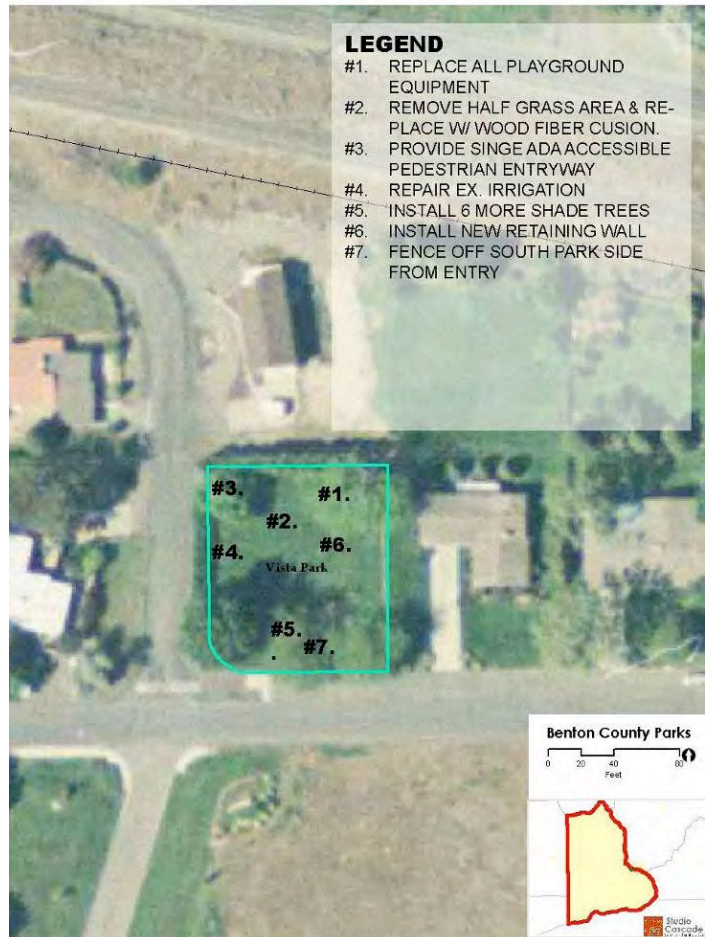 LEGEND
#1. REPLACE ALL PLAYGROUND
EQUIPMENT
#2. REMOVE HALF GRASS AREA & RE-
PLACE W/ WOOD FIBER CUSION.
#3. PROVIDE SINGE ADA ACCESSIBLE
PEDESTRIAN ENTRYWAY
#4. REPAIR EX. IRRIGATION
#5. INSTALL 6 MORE SHADE TREES
#6. INSTALL NEW RETAINING WALL
#7. FENCE OFF SOUTH PARK SIDE
FROM ENTRY
#3.
#1.
#2.
#4.
#6.
Vista Park
#5.
#7.
Benton County Parks
0 20 40 80
Feet
Studio
Cascade